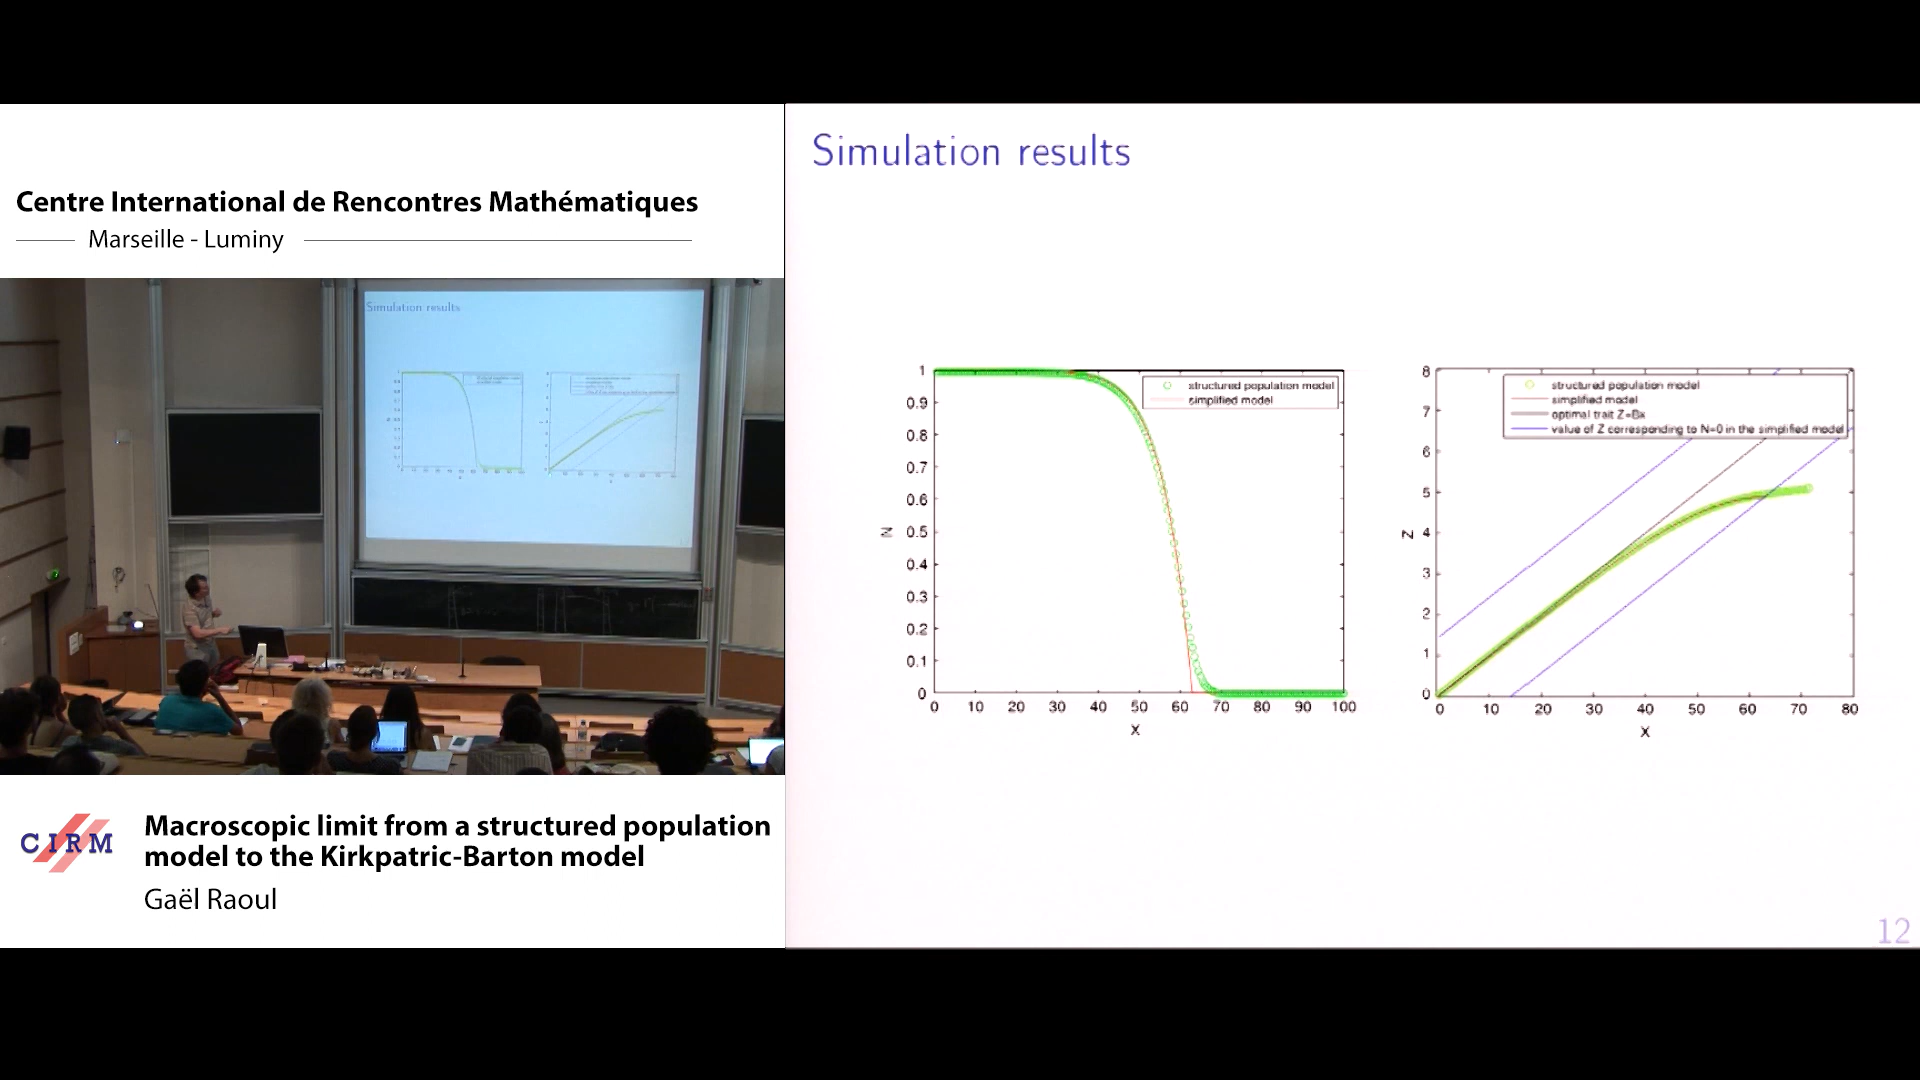 Centre International de Rencontres Mathématiques
Marseille - Luminy
Simulation results
CIRM
Macroscopic limit from a structured population
model to the Kirkpatric-Barton model
Gaël Raoul
Simulation results
structured population model
simplified model
1
0.9
0.8
0.7
0.6
0.5
0.4
0.3
0.2
0.1
0
N
0 10 20 30 40 50 60 70 80 90 100
X
structured population model
simplified model
optimal trait Z=Bx
value of Z corresponding to N=0 in the simplified model
8
7
6
5
4
3
2
1
0
Z
0 10 20 30 40 50 60 70 80
X
12